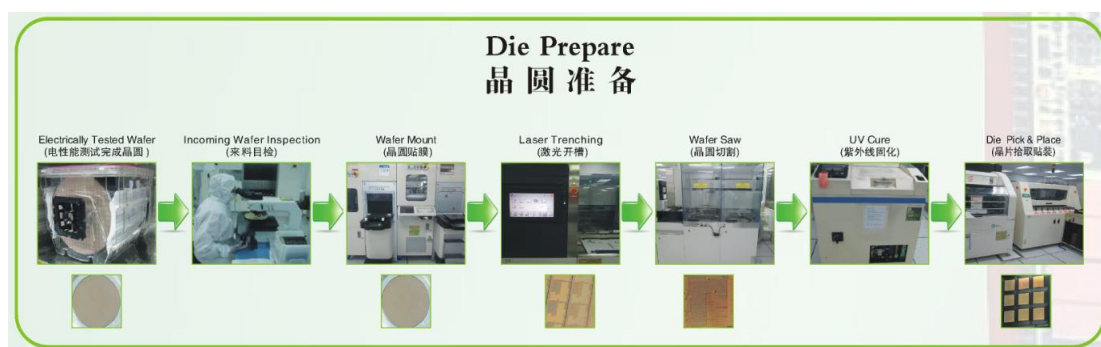 Die Prepare
晶圆准备
Electrically Tested Wafer
(电性能测试完成晶圆)
Incoming Wafer Inspection
(来料目检)
Wafer Mount
(晶圆贴膜)
Laser Trenching
(激光开槽)
Wafer Saw
(晶圆切割)
UV Cure
(紫外线固化)
Die Pick & Place
(晶片拾取贴装)